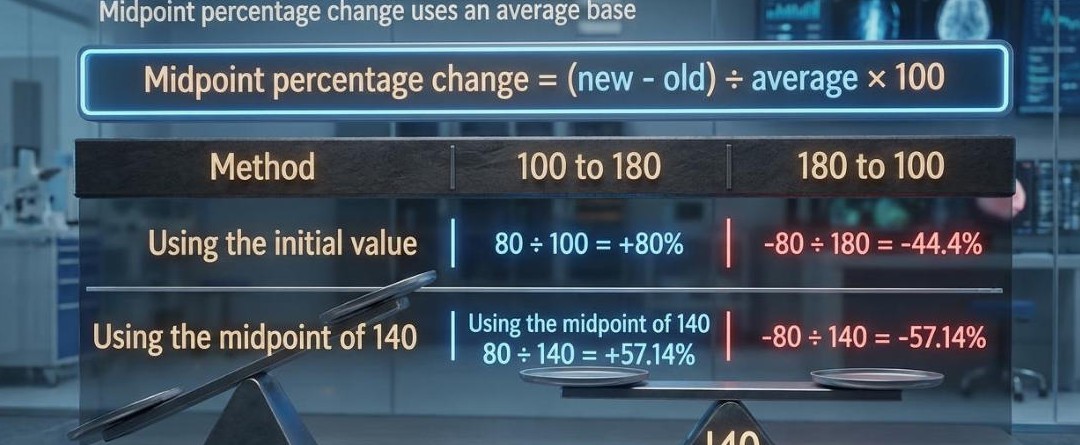 Midpoint percentage change uses an average base
Midpoint percentage change = (new - old) ÷ average × 100
Method
100 to 180
180 to 100
Using the initial value
80 ÷ 100 = +80%
-80 ÷ 180 = -44.4%
Using the midpoint of 140
Using the midpoint of 140
80 ÷ 140 = +57.14%
-80 ÷ 140 = -57.14%
140